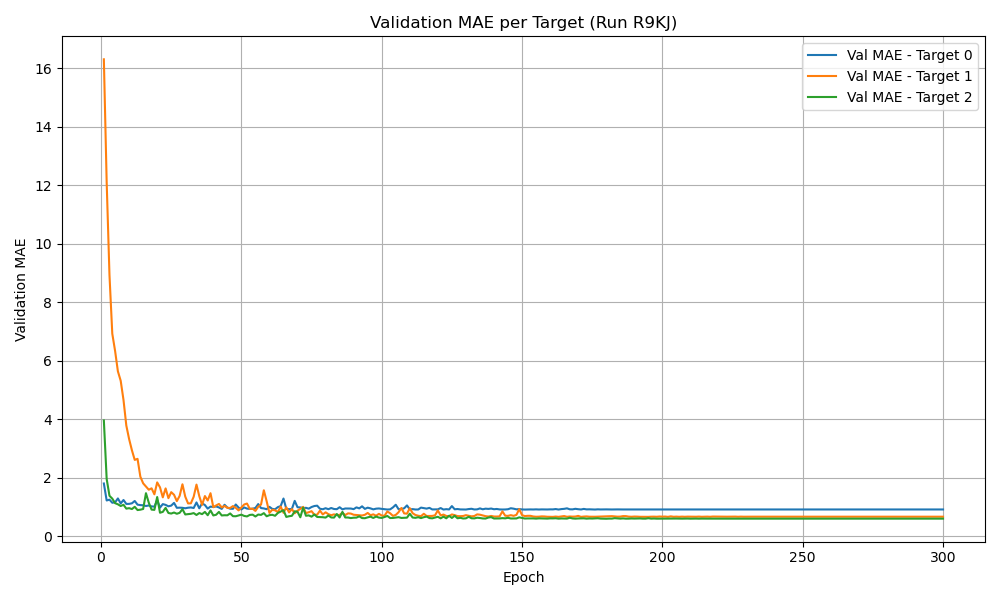 Validation MAE per Target (Run R9KJ)
Val MAE - Target 0
Val MAE - Target 1
Val MAE - Target 2
Validation MAE
16
14
12
10
8
6
4
2
0
0 50 100 150 200 250 300
Epoch